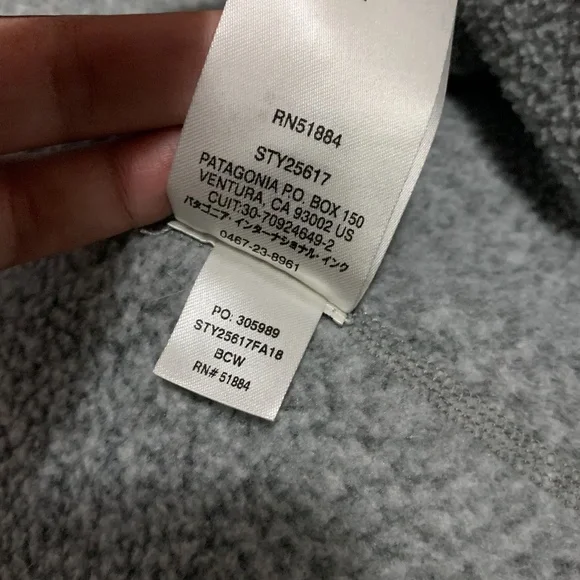 RN51884
STY25617
PATAGONIA P.O. BOX 150
VENTURA, CA 93002 US
CUIT:30-70924649-2
パタゴニア・インターナショナル・インク
0467-23-8961
PO: 305989
STY25617FA18
BCW
RN# 51884